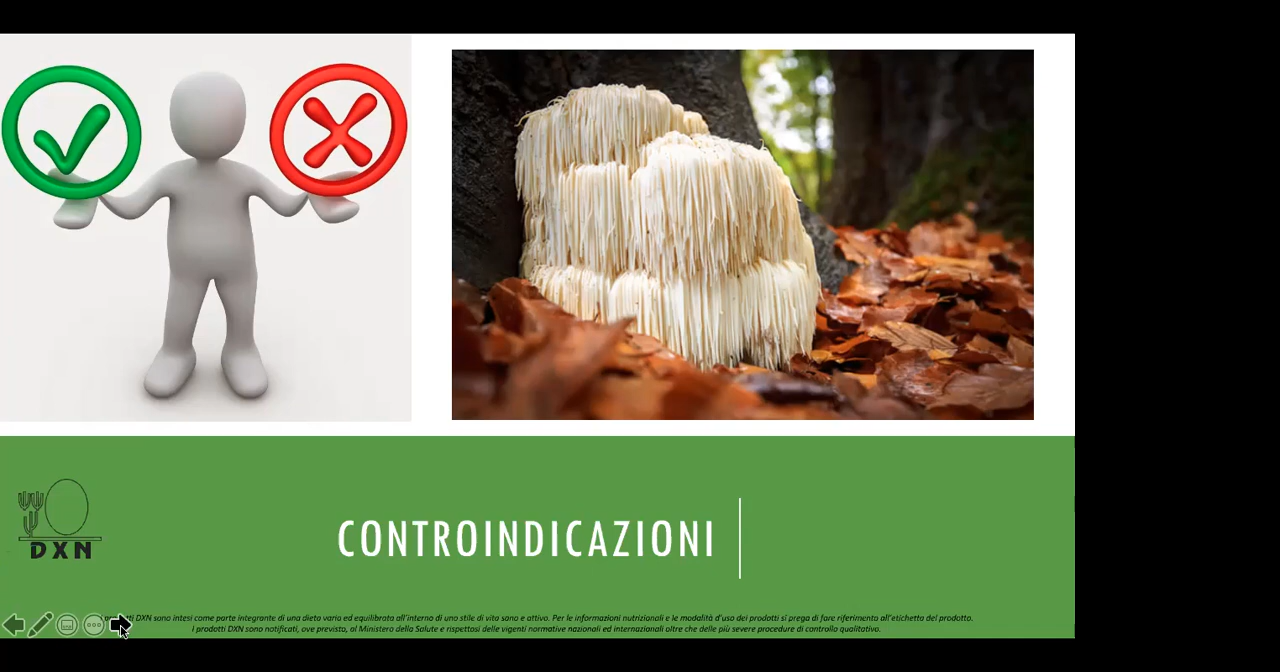 DXN
CONTROINDICAZIONI
prodotti DXN sono intesi come parte integrante di una dieta varia ed equilibrata all'interno di uno stile di vita sano e attivo. Per le informazioni nutrizionali e le modalità d'uso dei prodotti si prega di fare riferimento all'etichetta del prodotto.
i prodotti DXN sono notificati, ove previsto, al Ministero della Salute e rispettosi delle vigenti normative nazionali ed internazionali oltre che delle più severe procedure di controllo qualitativo.